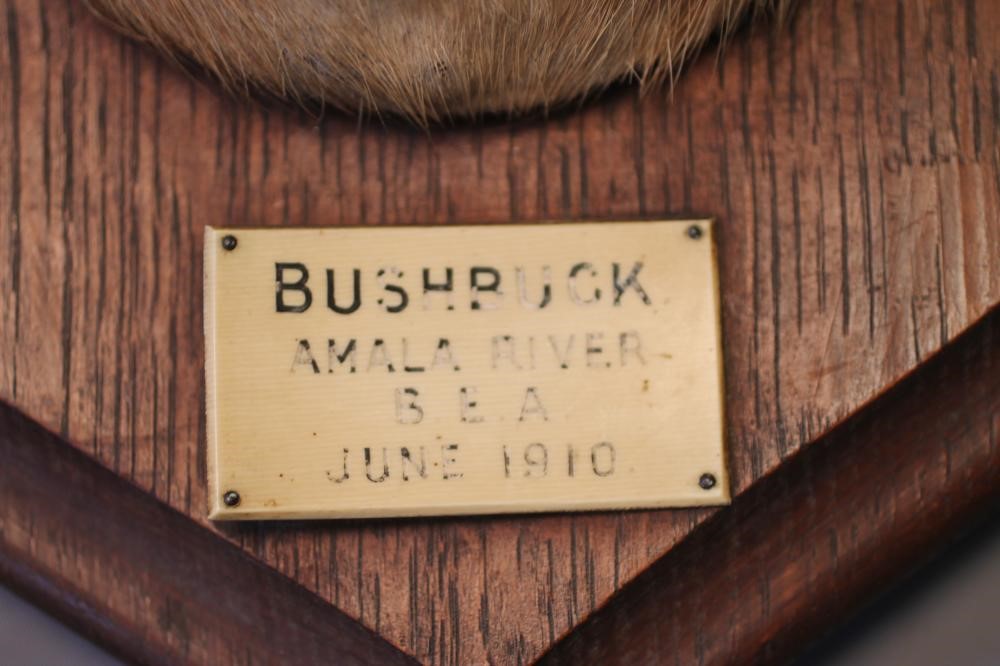 BUSHBUCK
AMALA RIVER
B E A
JUNE 1910